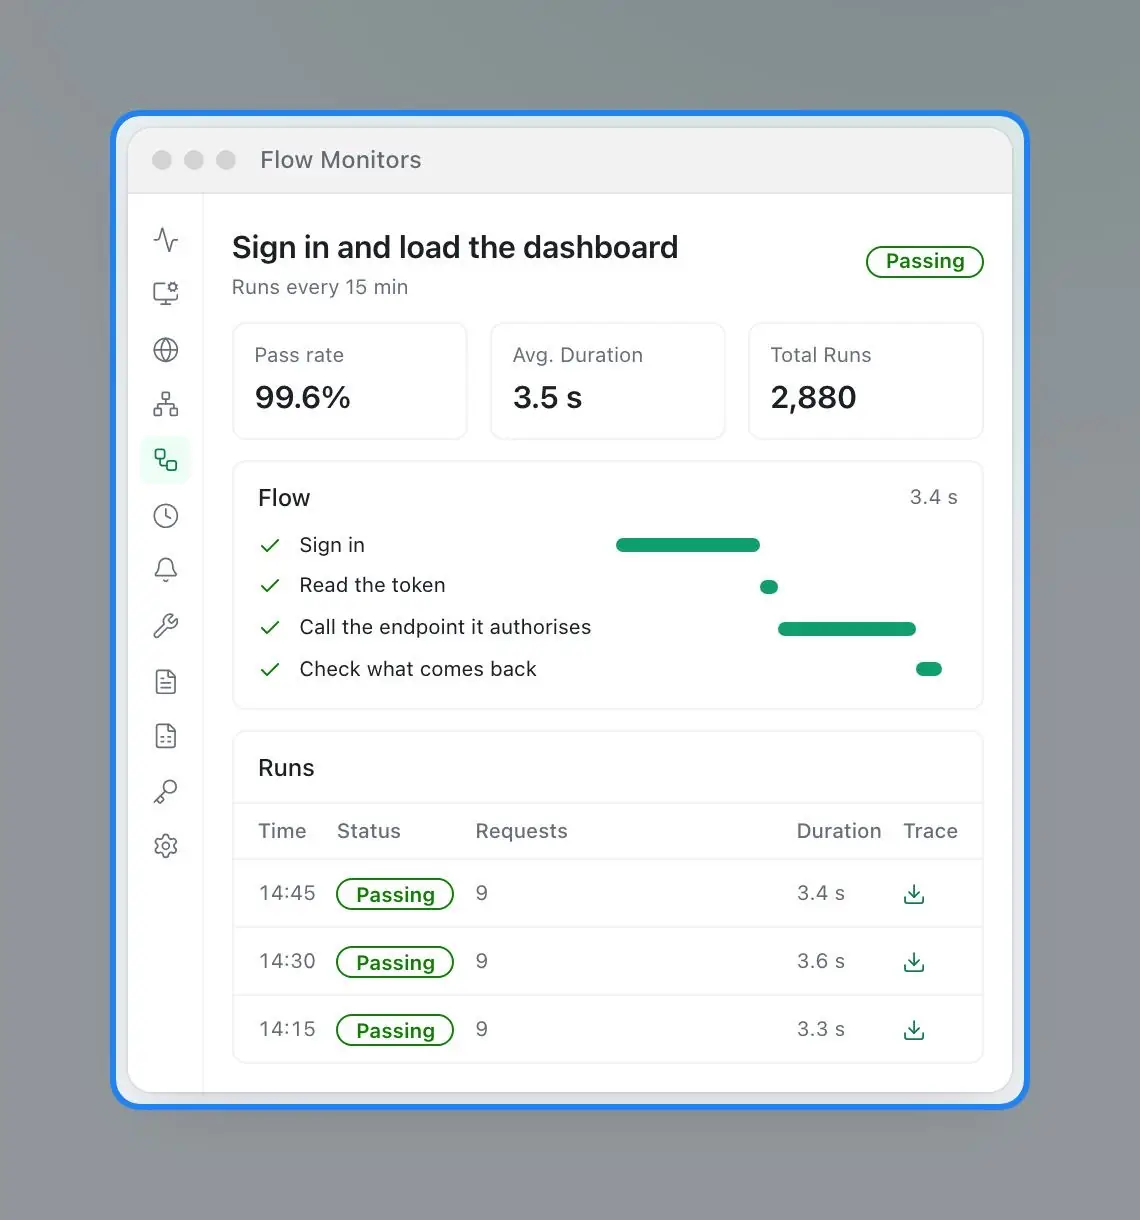 Flow Monitors
Sign in and load the dashboard
Passing
Runs every 15 min
Pass rate
99.6%
Avg. Duration
3.5 s
Total Runs
2,880
Flow
3.4 s
Sign in
Read the token
Call the endpoint it authorises
Check what comes back
Runs
Time Status Requests Duration Trace
14:45 Passing 9 3.4 s
14:30 Passing 9 3.6 s
14:15 Passing 9 3.3 s